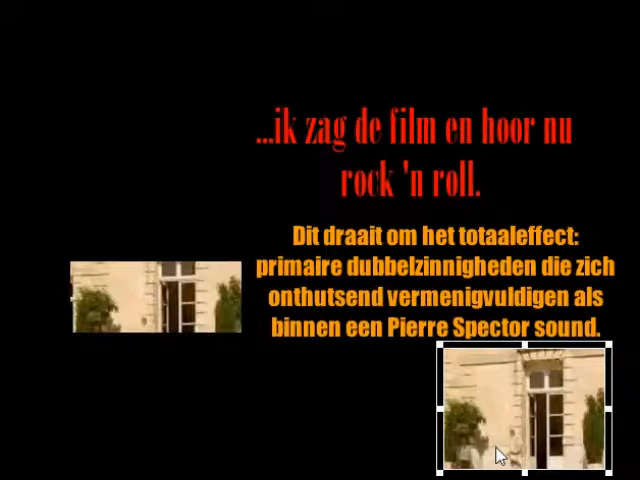 ...ik zag de film en hoor nu
rock 'n roll.
Dit draait om het totaaleffect:
primaire dubbelzinnigheden die zich
onthutsend vermenigvuldigen als
binnen een Pierre Spector sound.